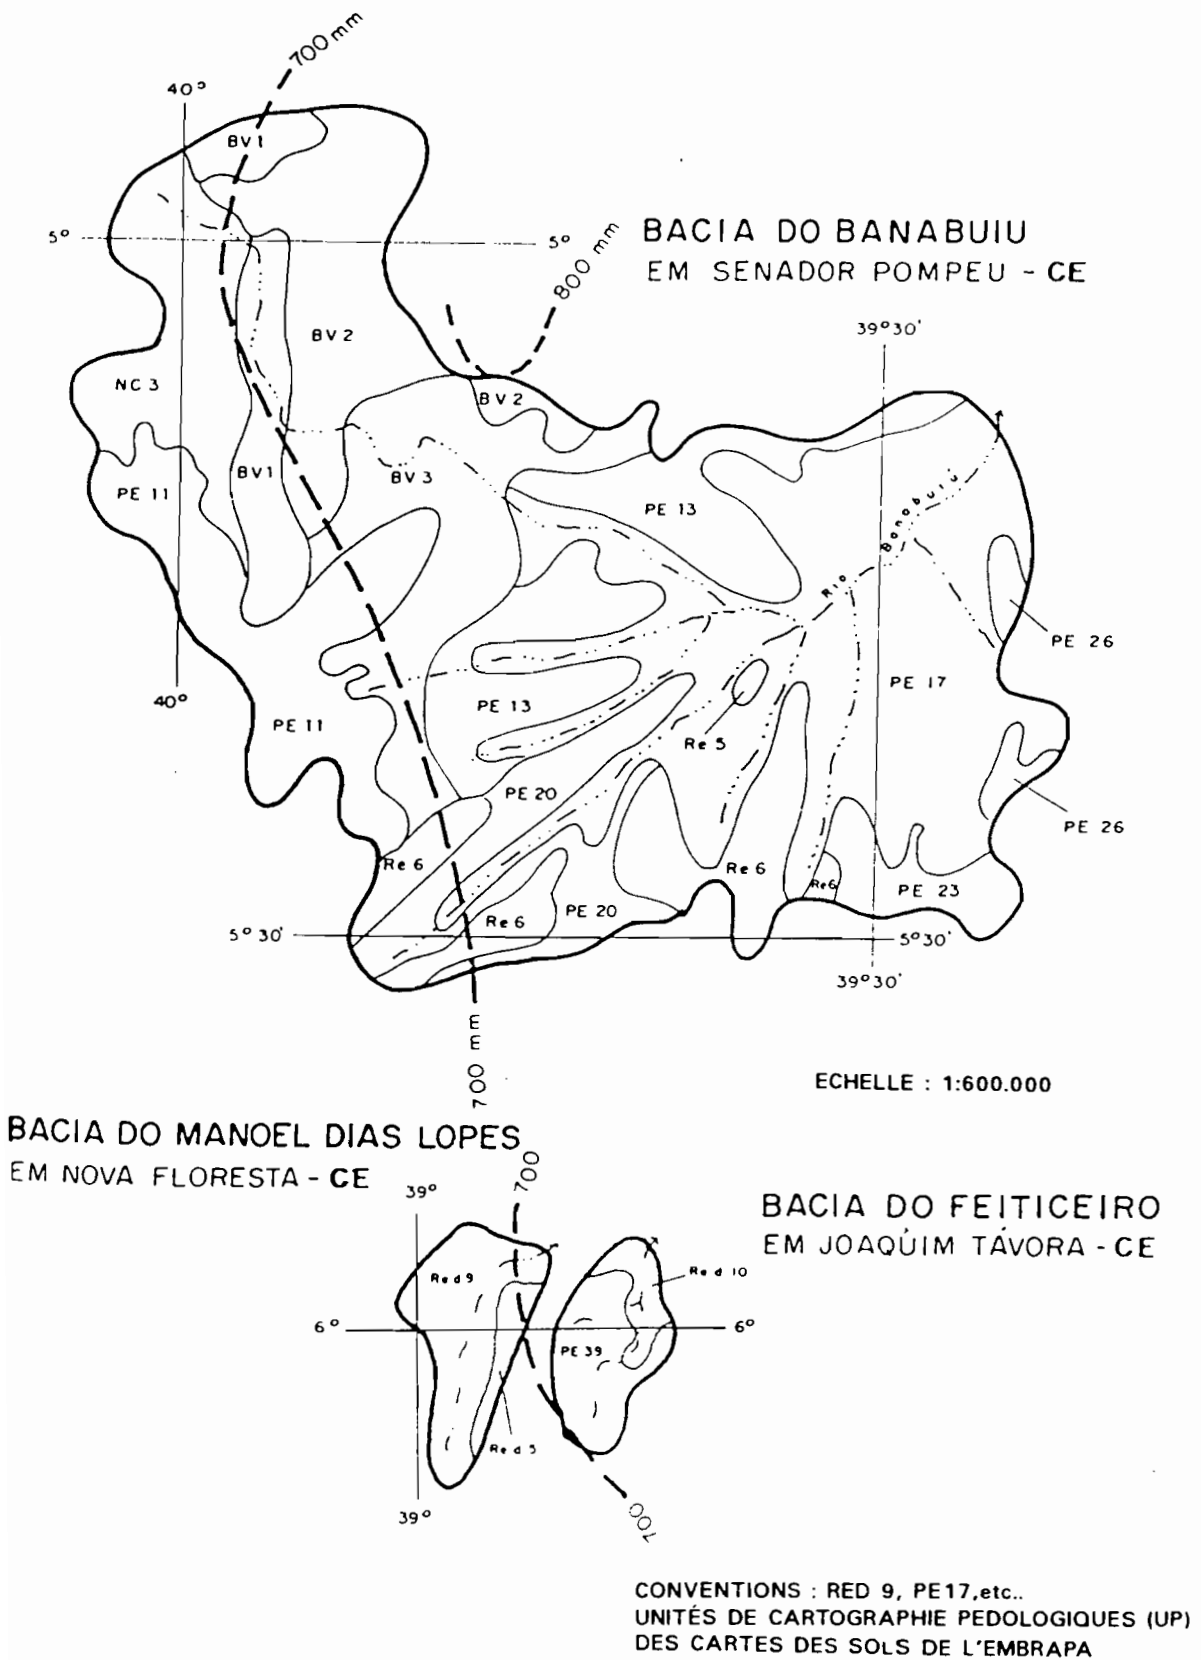 700 mm
40°
BV 1
5°
5°
800 mm
BACIA DO BANABUIU
EM SENADOR POMPEU - CE
39°30'
BV 2
NC 3
BV 2
BV 1
BV 3
PE 11
PE 13
Rio Banabuiú
PE 26
40°
PE 11
PE 13
PE 17
Re 5
PE 20
PE 26
Re 6
Re 6
Re 6
PE 23
Re 6
PE 20
5° 30'
5°30'
39°30'
700 mm
ECHELLE : 1:600.000
BACIA DO MANOEL DIAS LOPES
EM NOVA FLORESTA - CE
39°
700
BACIA DO FEITICEIRO
EM JOAQÚIM TÁVORA - CE
Re d 9
Re d 10
6°
6°
PE 39
Re d 5
39°
700
CONVENTIONS : RED 9, PE17,etc..
UNITÉS DE CARTOGRAPHIE PEDOLOGIQUES (UP)
DES CARTES DES SOLS DE L'EMBRAPA